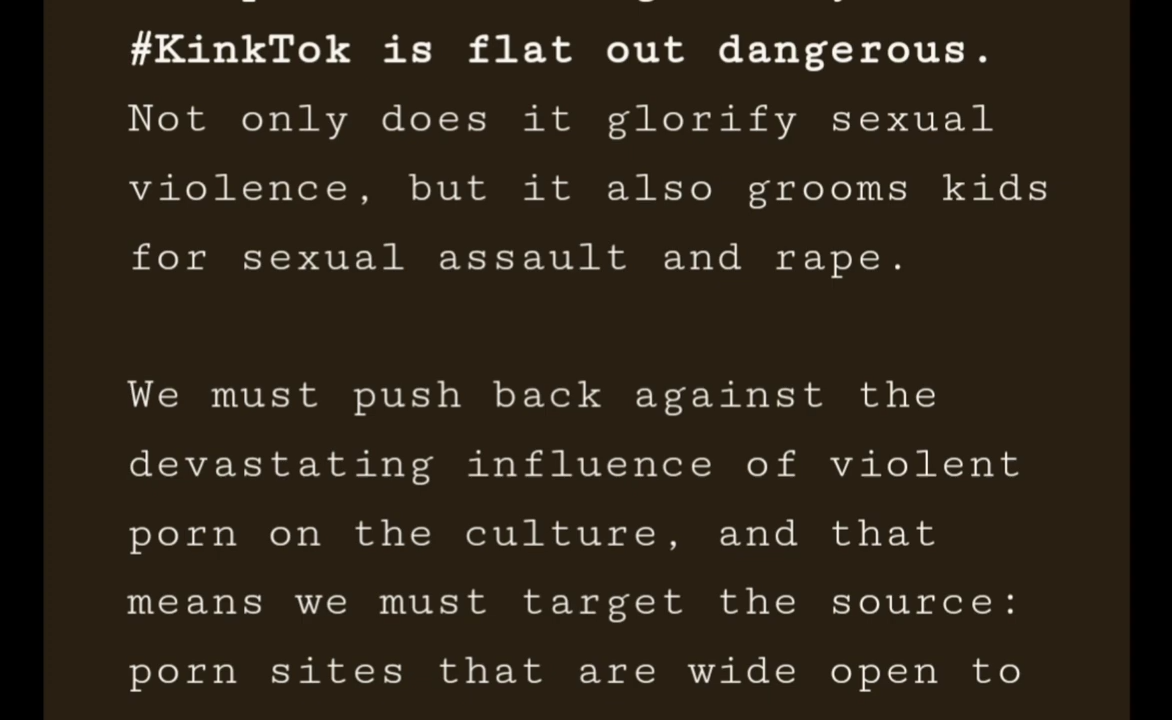 #KinkTok is flat out dangerous.
Not only does it glorify sexual
violence, but it also grooms kids
for sexual assault and rape.
We must push back against the
devastating influence of violent
porn on the culture, and that
means we must target the source:
porn sites that are wide open to